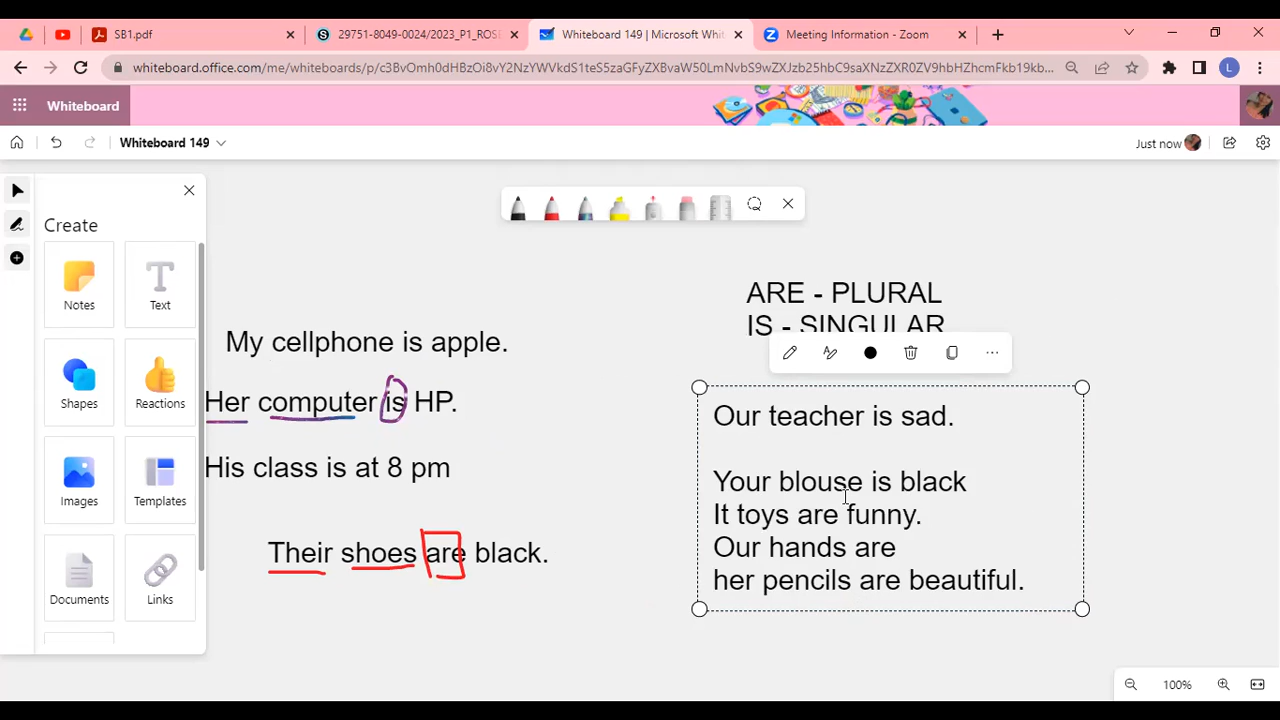 SB1.pdf
29751-8049-0024/2023_P1_ROS
Whiteboard 149 | Microsoft Whit
Meeting Information - Zoom
L
Whiteboard
Whiteboard 149
Just now
Create
Notes
Text
Shapes
Reactions
Images
Templates
Documents
Links
My cellphone is apple.
Her computer is HP.
His class is at 8 pm
Their shoes are black.
ARE - PLURAL
IS - SINGULAR
Our teacher is sad.
Your blouse is black
It toys are funny.
Our hands are
her pencils are beautiful.
100%